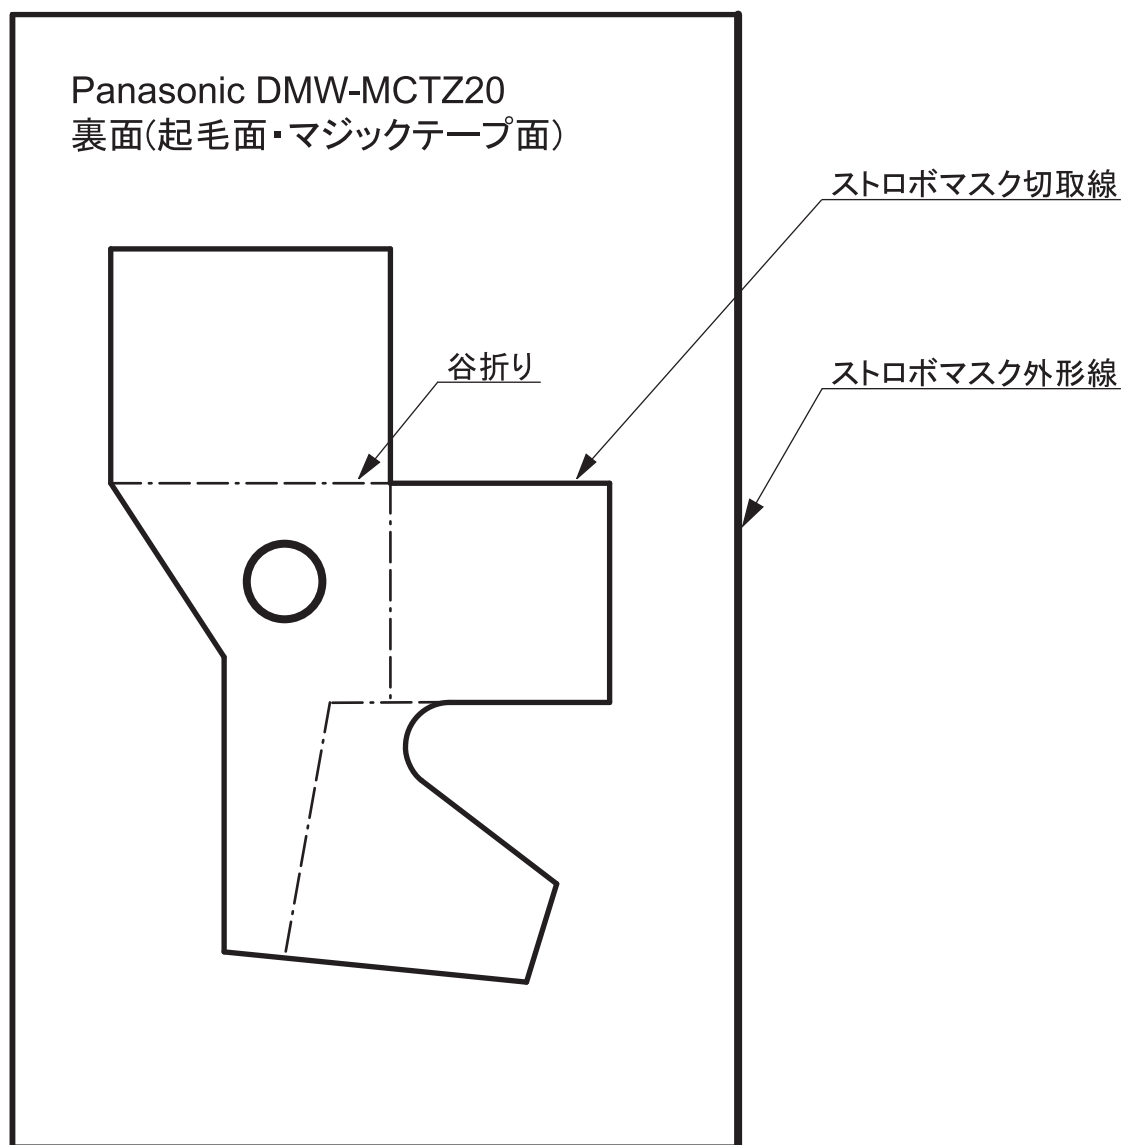 Panasonic DMW-MCTZ20
裏面(起毛面・マジックテープ面)
ストロボマスク切取線
谷折り
ストロボマスク外形線